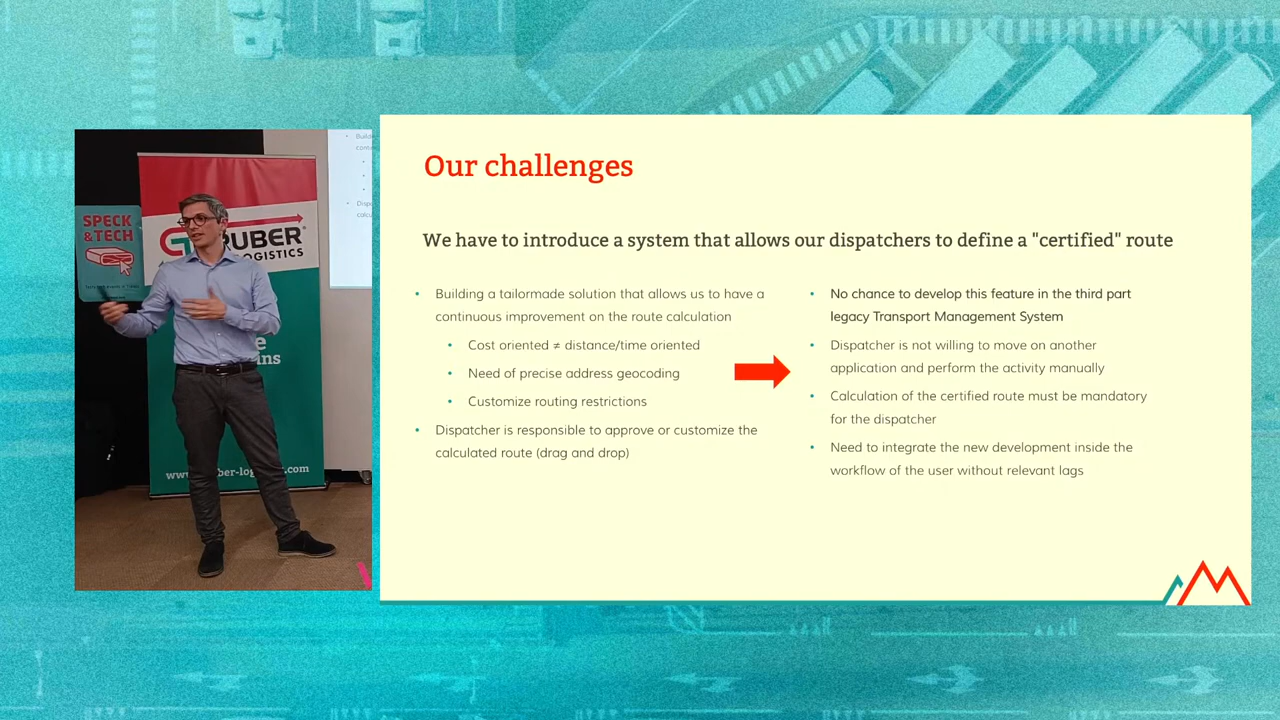 SPECK
&TECH
GRUBER
LOGISTICS
Our challenges
We have to introduce a system that allows our dispatchers to define a "certified" route
• Building a tailormade solution that allows us to have a
continuous improvement on the route calculation
• Cost oriented ≠ distance/time oriented
• Need of precise address geocoding
• Customize routing restrictions
• Dispatcher is responsible to approve or customize the
calculated route (drag and drop)
• No chance to develop this feature in the third part
legacy Transport Management System
• Dispatcher is not willing to move on another
application and perform the activity manually
• Calculation of the certified route must be mandatory
for the dispatcher
• Need to integrate the new development inside the
workflow of the user without relevant lags